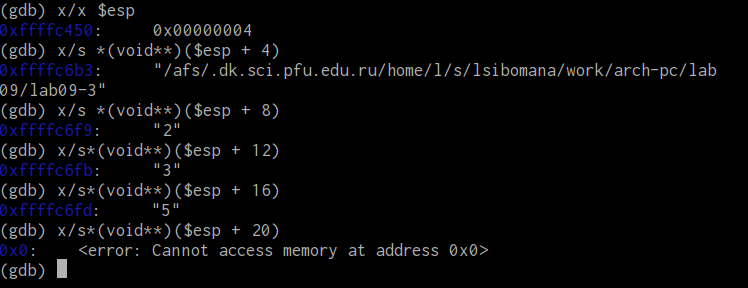 (gdb) x/x $esp
0xffffc450:     0x00000004
(gdb) x/s *(void**)($esp + 4)
0xffffc6b3:     "/afs/.dk.sci.pfu.edu.ru/home/l/s/lsibomana/work/arch-pc/lab
09/lab09-3"
(gdb) x/s *(void**)($esp + 8)
0xffffc6f9:     "2"
(gdb) x/s*(void**)($esp + 12)
0xffffc6fb:     "3"
(gdb) x/s*(void**)($esp + 16)
0xffffc6fd:     "5"
(gdb) x/s*(void**)($esp + 20)
0x0:    <error: Cannot access memory at address 0x0>
(gdb)